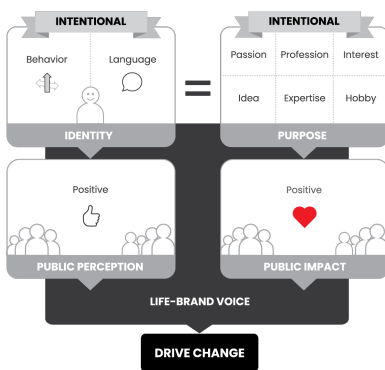 INTENTIONAL
Behavior
Language
IDENTITY
INTENTIONAL
Passion Profession Interest
Idea Expertise Hobby
PURPOSE
=
Positive
PUBLIC PERCEPTION
Positive
PUBLIC IMPACT
LIFE-BRAND VOICE
DRIVE CHANGE